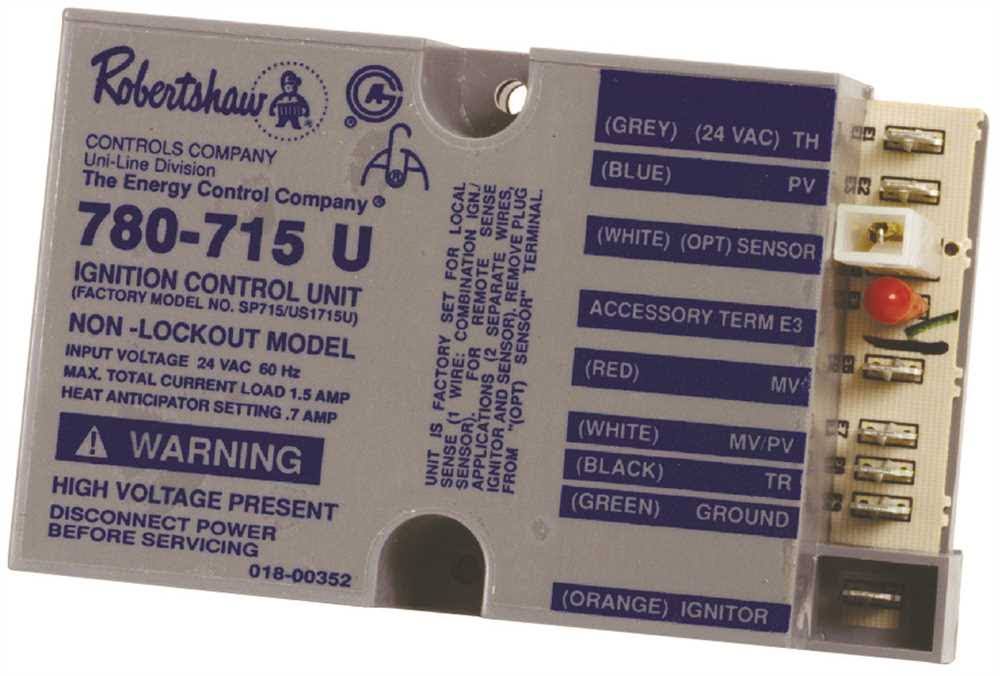 Robertshaw ®
CONTROLS COMPANY
Uni-Line Division
The Energy Control Company ®
780-715 U
IGNITION CONTROL UNIT
(FACTORY MODEL NO. SP715/US1715U)
NON -LOCKOUT MODEL
INPUT VOLTAGE 24 VAC 60 Hz
MAX. TOTAL CURRENT LOAD 1.5 AMP
HEAT ANTICIPATOR SETTING .7 AMP
WARNING
HIGH VOLTAGE PRESENT
DISCONNECT POWER
BEFORE SERVICING
018-00352
UNIT IS FACTORY SET FOR LOCAL
SENSE (1 WIRE: COMBINATION IGN./
SENSOR). FOR REMOTE SENSE
APPLICATIONS (2 SEPARATE WIRES,
IGNITOR AND SENSOR). REMOVE PLUG
FROM "(OPT) SENSOR" TERMINAL.
(GREY) (24 VAC) TH
(BLUE) PV
(WHITE) (OPT) SENSOR
ACCESSORY TERM E3
(RED) MV
(WHITE) MV/PV
(BLACK) TR
(GREEN) GROUND
(ORANGE) IGNITOR
E1
E2
E7